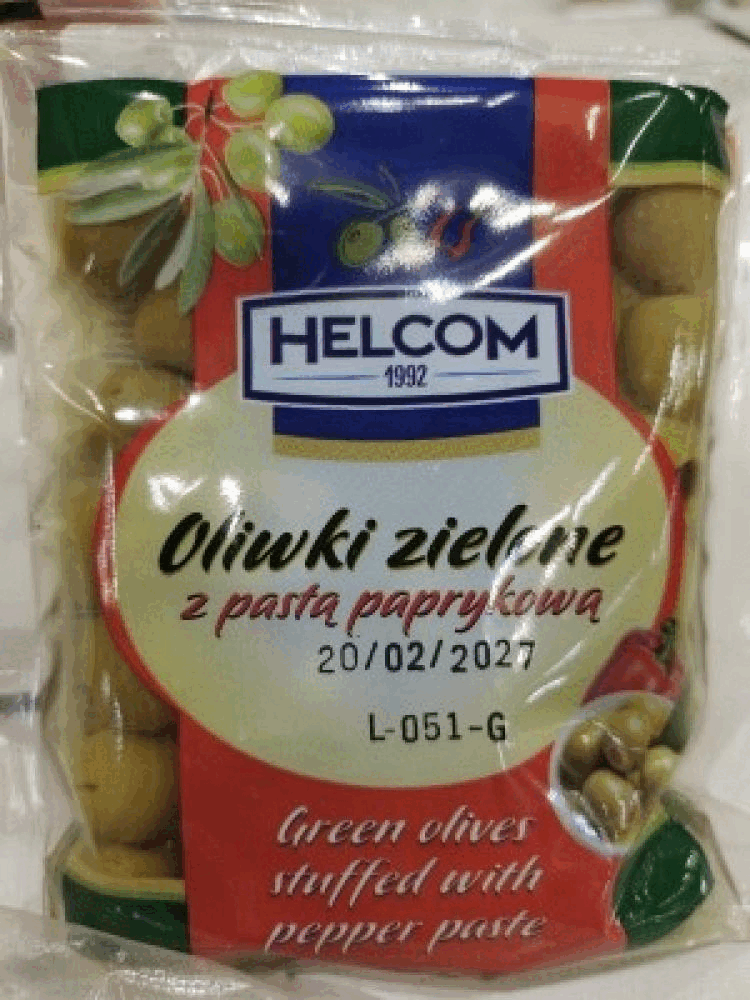 HELCOM
1992
Oliwki zielone
z pastą paprykową
20/02/2027
L-051-G
Green olives
stuffed with
pepper paste